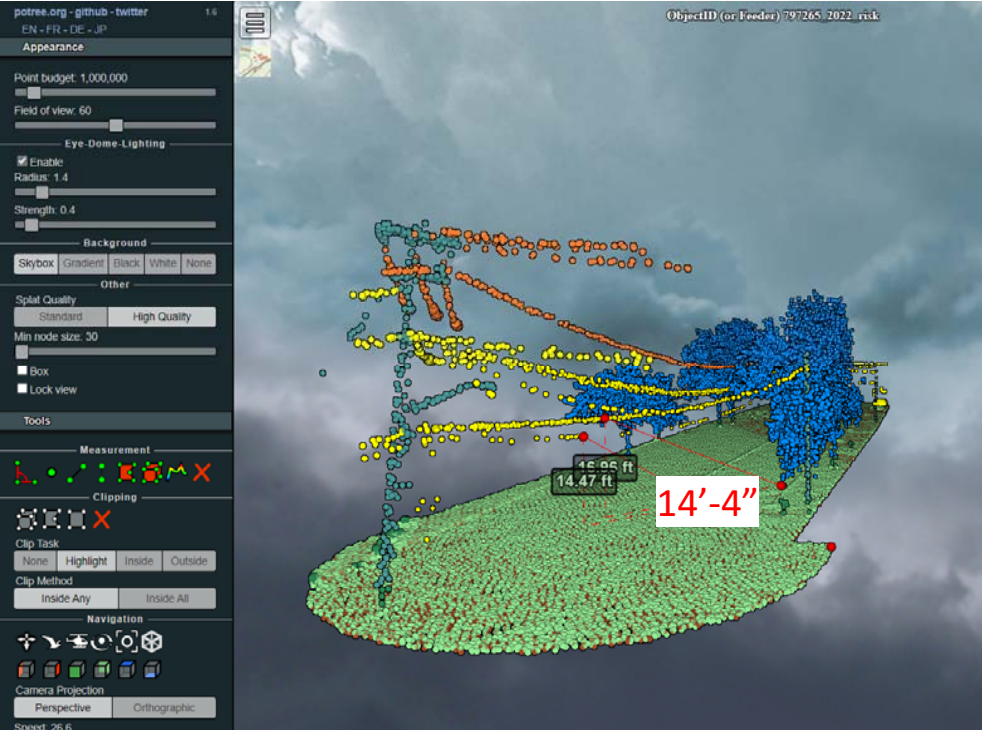 potree.org - github - twitter 1.6
EN - FR - DE - JP
Appearance
Point budget: 1,000,000
Field of view: 60
Eye-Dome-Lighting
Enable
Radius: 1.4
Strength: 0.4
Background
Skybox Gradient Black White None
Other
Splat Quality
Standard High Quality
Min node size: 30
Box
Lock view
Tools
Measurement
Clipping
Clip Task
None Highlight Inside Outside
Clip Method
Inside Any Inside All
Navigation
Camera Projection
Perspective Orthographic
Speed: 26.6
ObjectID (or Feeder) 797265_2022_risk
16.96 ft
14.47 ft
14’-4”